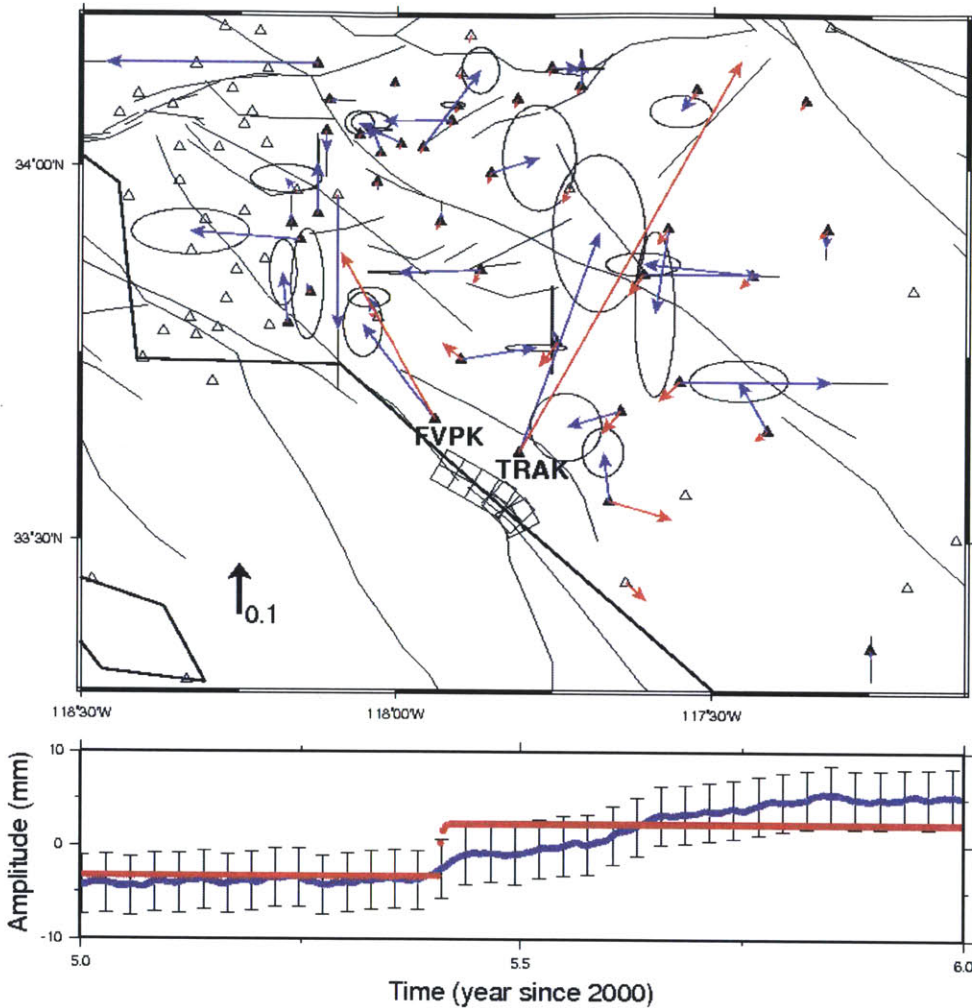 34°00'N
FVPK
TRAK
33°30'N
0.1
118°30'W
118°00'W
117°30'W
10
0
-10
Amplitude (mm)
5.0
5.5
6.0
Time (year since 2000)